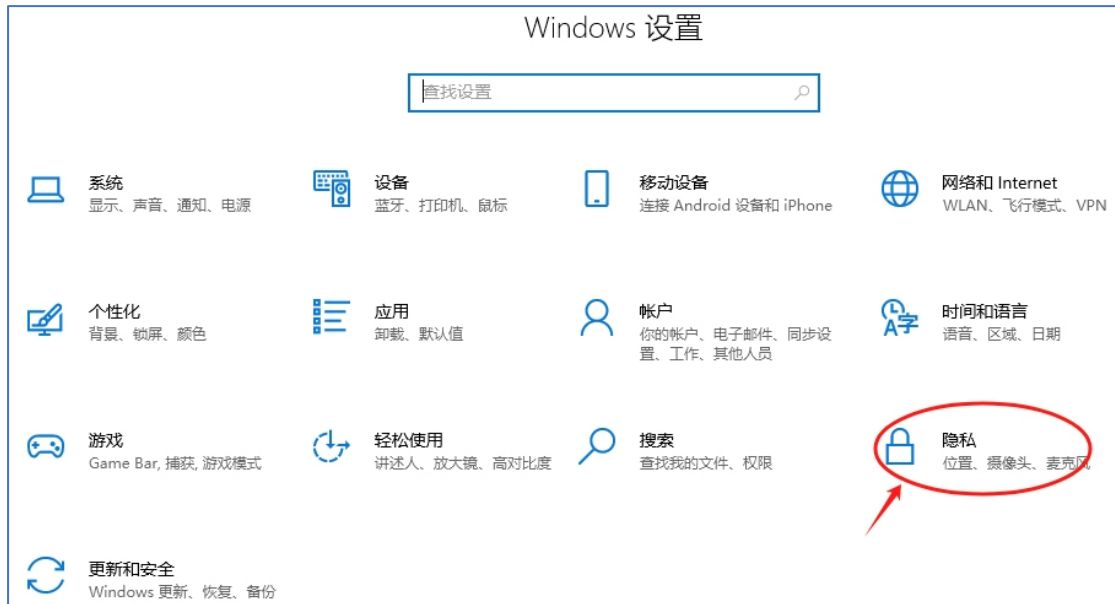 Windows 设置
查找设置
系统
显示、声音、通知、电源
设备
蓝牙、打印机、鼠标
移动设备
连接 Android 设备和 iPhone
网络和 Internet
WLAN、飞行模式、VPN
个性化
背景、锁屏、颜色
应用
卸载、默认值
帐户
你的帐户、电子邮件、同步设
置、工作、其他人员
时间和语言
语音、区域、日期
游戏
Game Bar, 捕获, 游戏模式
轻松使用
讲述人、放大镜、高对比度
搜索
查找我的文件、权限
隐私
位置、摄像头、麦克风
更新和安全
Windows 更新、恢复、备份